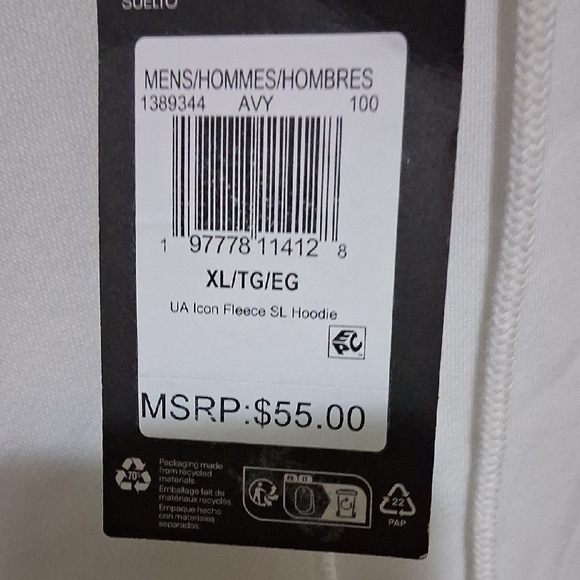 SUELTO
MENS/HOMMES/HOMBRES
1389344 AVY 100
1 97778 11412 8
XL/TG/EG
UA Icon Fleece SL Hoodie
EPC
MSRP:$55.00
70%
Packaging made
from recycled
materials.
Emballage fait de
matériaux recyclés.
Empaque hecho
con materiales
separados.
22
PAP